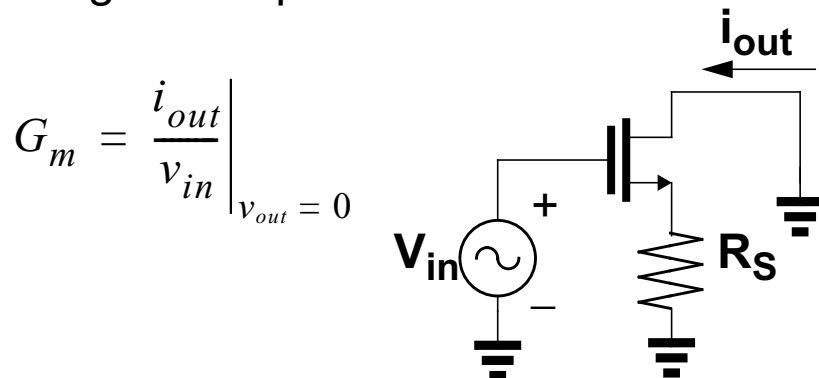 i_out
G_m = i_out / v_in |_{v_out = 0}
+
V_in
R_S
−